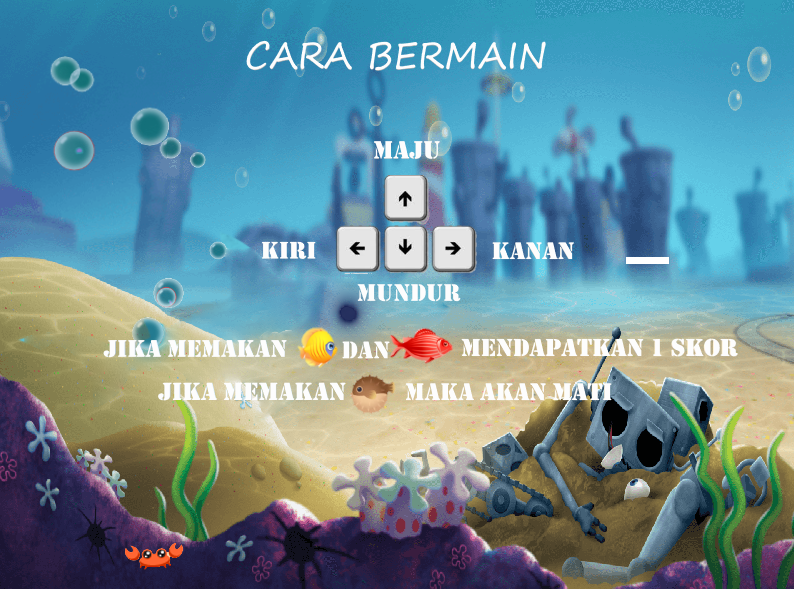 CARA BERMAIN
MAJU
KIRI KANAN
MUNDUR
JIKA MEMAKAN DAN MENDAPATKAN 1 SKOR
JIKA MEMAKAN MAKA AKAN MATI